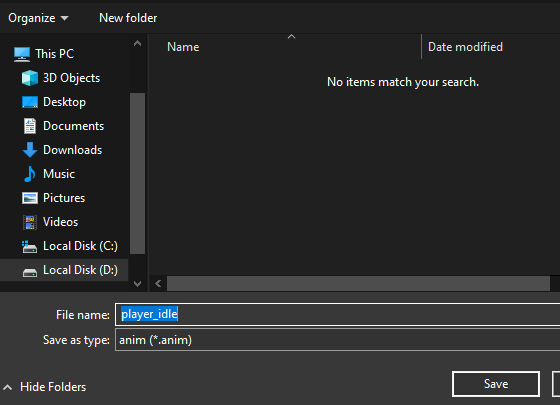 Organize New folder
This PC
3D Objects
Desktop
Documents
Downloads
Music
Pictures
Videos
Local Disk (C:)
Local Disk (D:)
Name Date modified
No items match your search.
File name: player_idle
Save as type: anim (*.anim)
Hide Folders Save